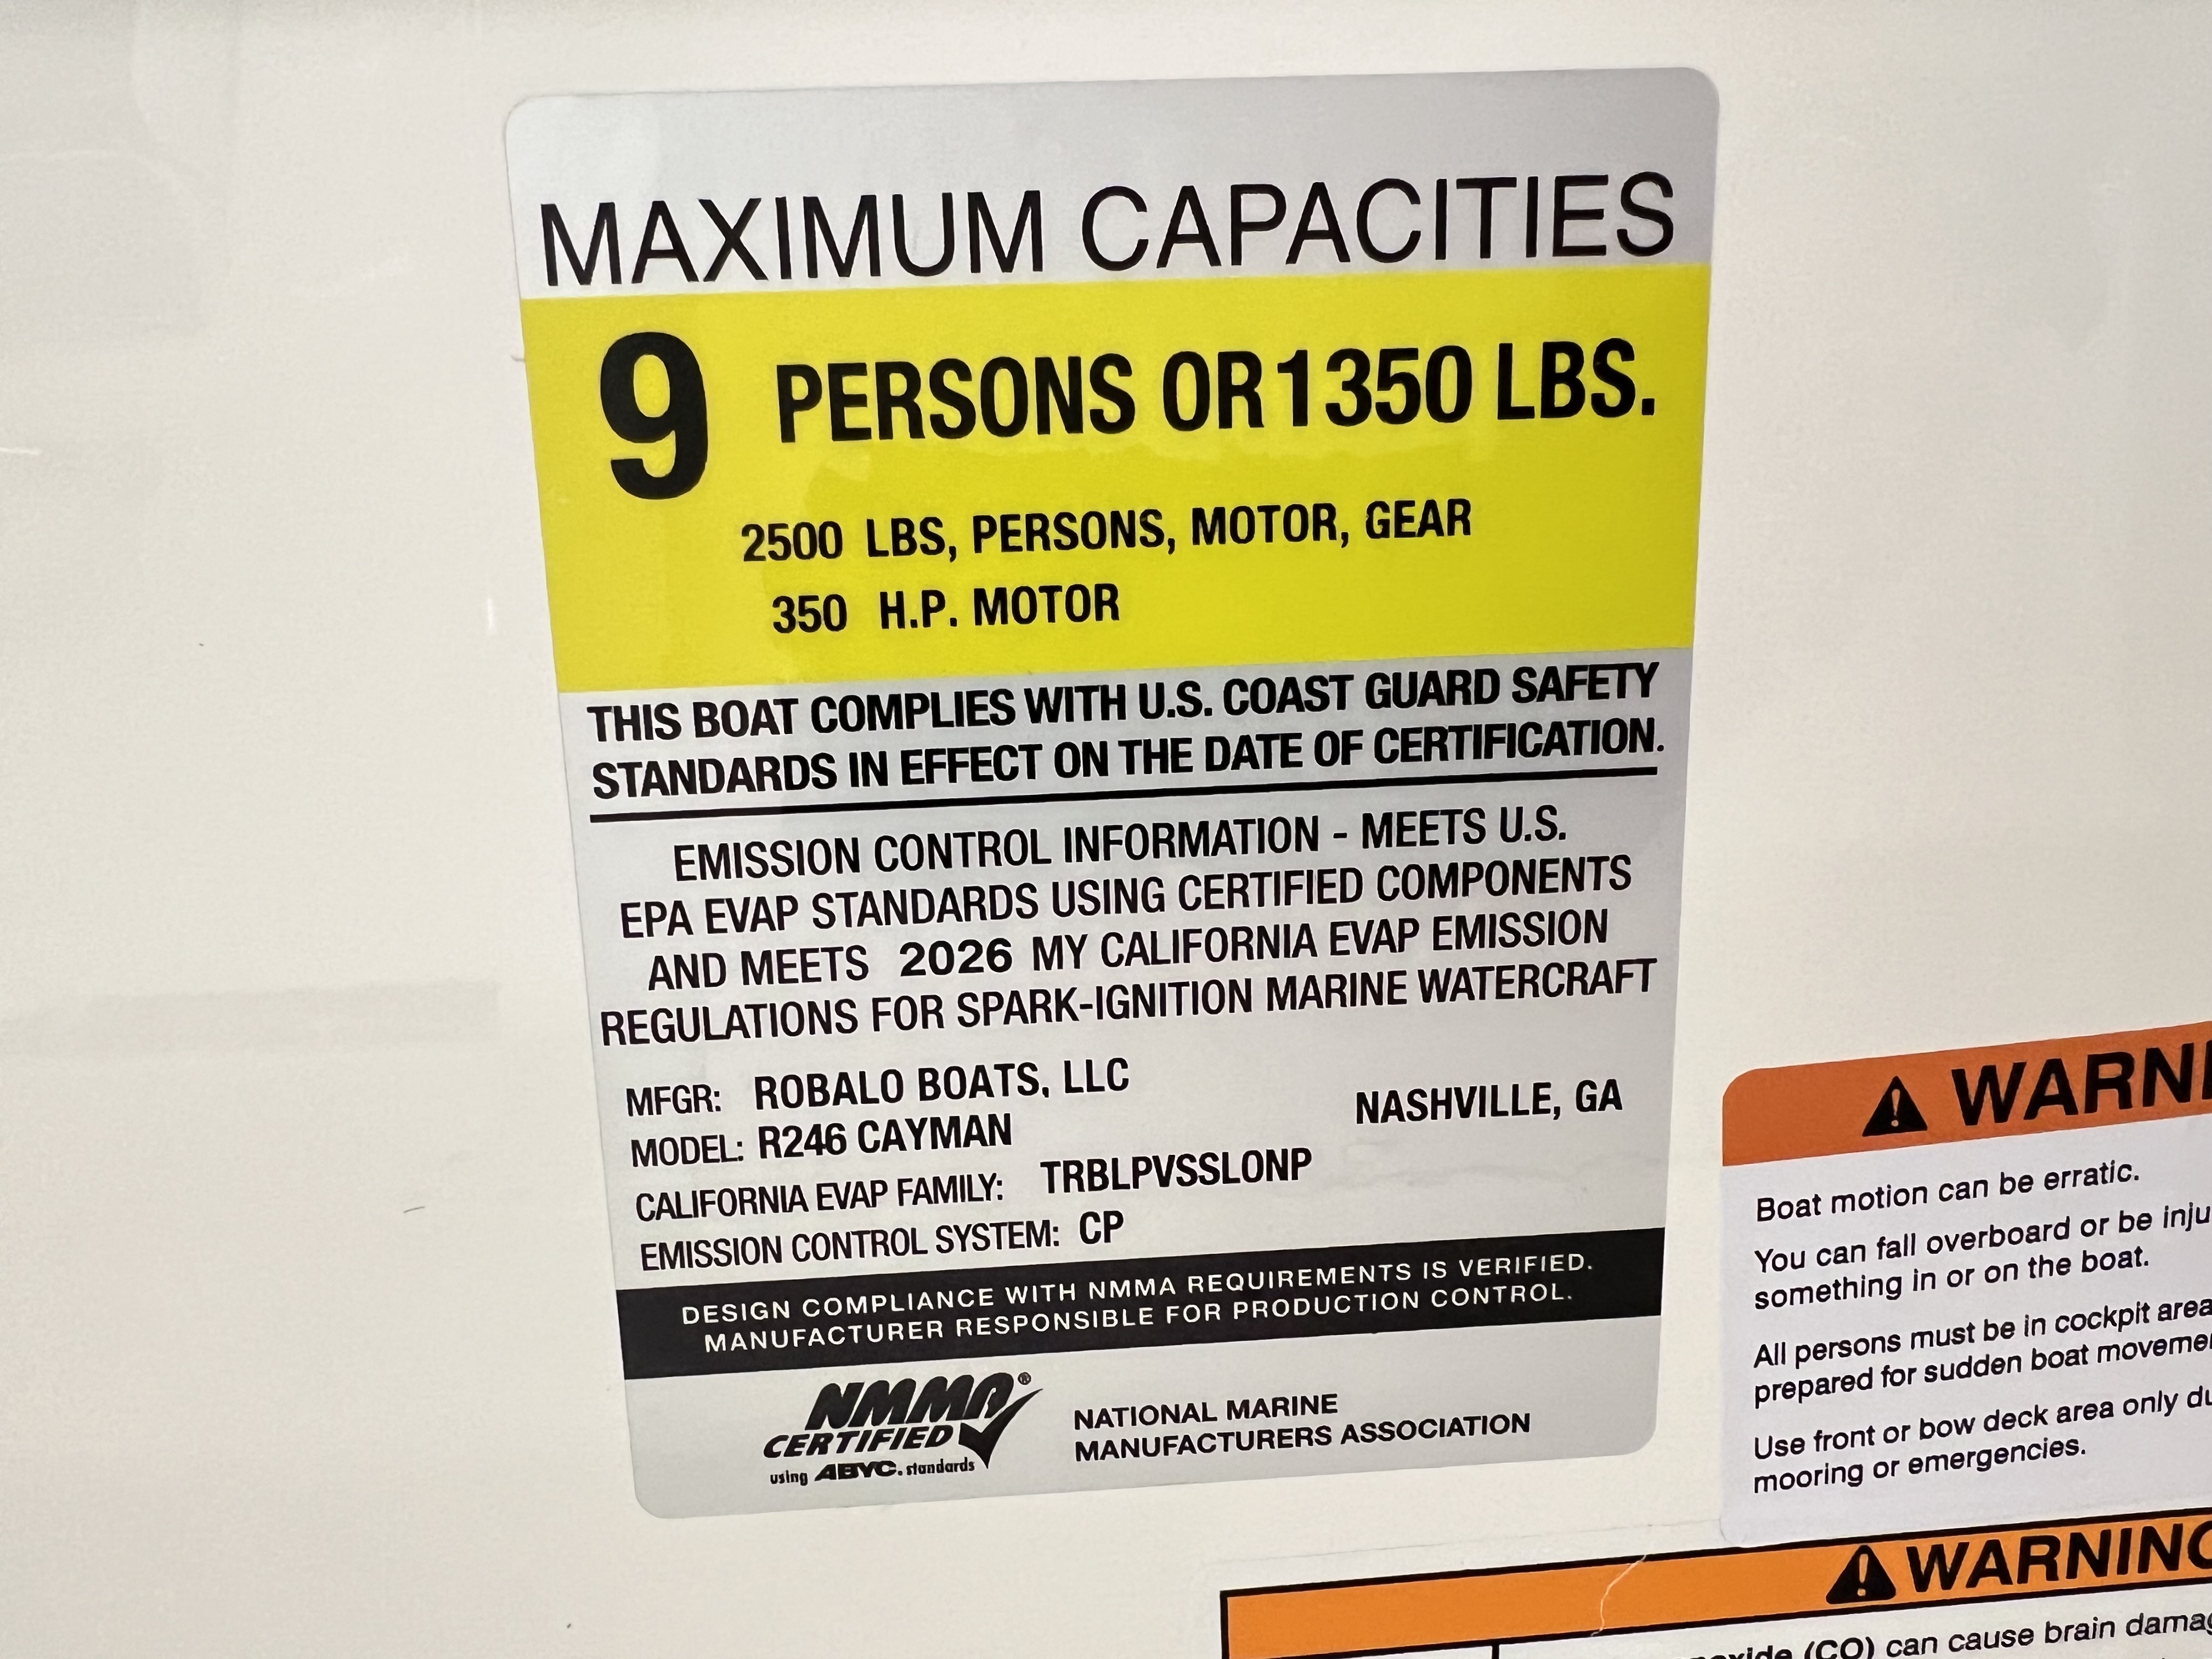 MAXIMUM CAPACITIES
9 PERSONS OR 1350 LBS.
2500 LBS, PERSONS, MOTOR, GEAR
350 H.P. MOTOR
THIS BOAT COMPLIES WITH U.S. COAST GUARD SAFETY
STANDARDS IN EFFECT ON THE DATE OF CERTIFICATION.
EMISSION CONTROL INFORMATION - MEETS U.S.
EPA EVAP STANDARDS USING CERTIFIED COMPONENTS
AND MEETS 2026 MY CALIFORNIA EVAP EMISSION
REGULATIONS FOR SPARK-IGNITION MARINE WATERCRAFT
MFGR: ROBALO BOATS, LLC
NASHVILLE, GA
MODEL: R246 CAYMAN
CALIFORNIA EVAP FAMILY: TRBLPVSSLONP
EMISSION CONTROL SYSTEM: CP
DESIGN COMPLIANCE WITH NMMA REQUIREMENTS IS VERIFIED.
MANUFACTURER RESPONSIBLE FOR PRODUCTION CONTROL.
NMMA®
CERTIFIED
using ABYC. standards
NATIONAL MARINE
MANUFACTURERS ASSOCIATION
Boat motion can be erratic.
You can fall overboard or be
something in or on the boat.
All persons must be in cockpit area
prepared for sudden boat
Use front or bow deck area only
mooring or emergencies.
WARNING
(CO) can cause brain